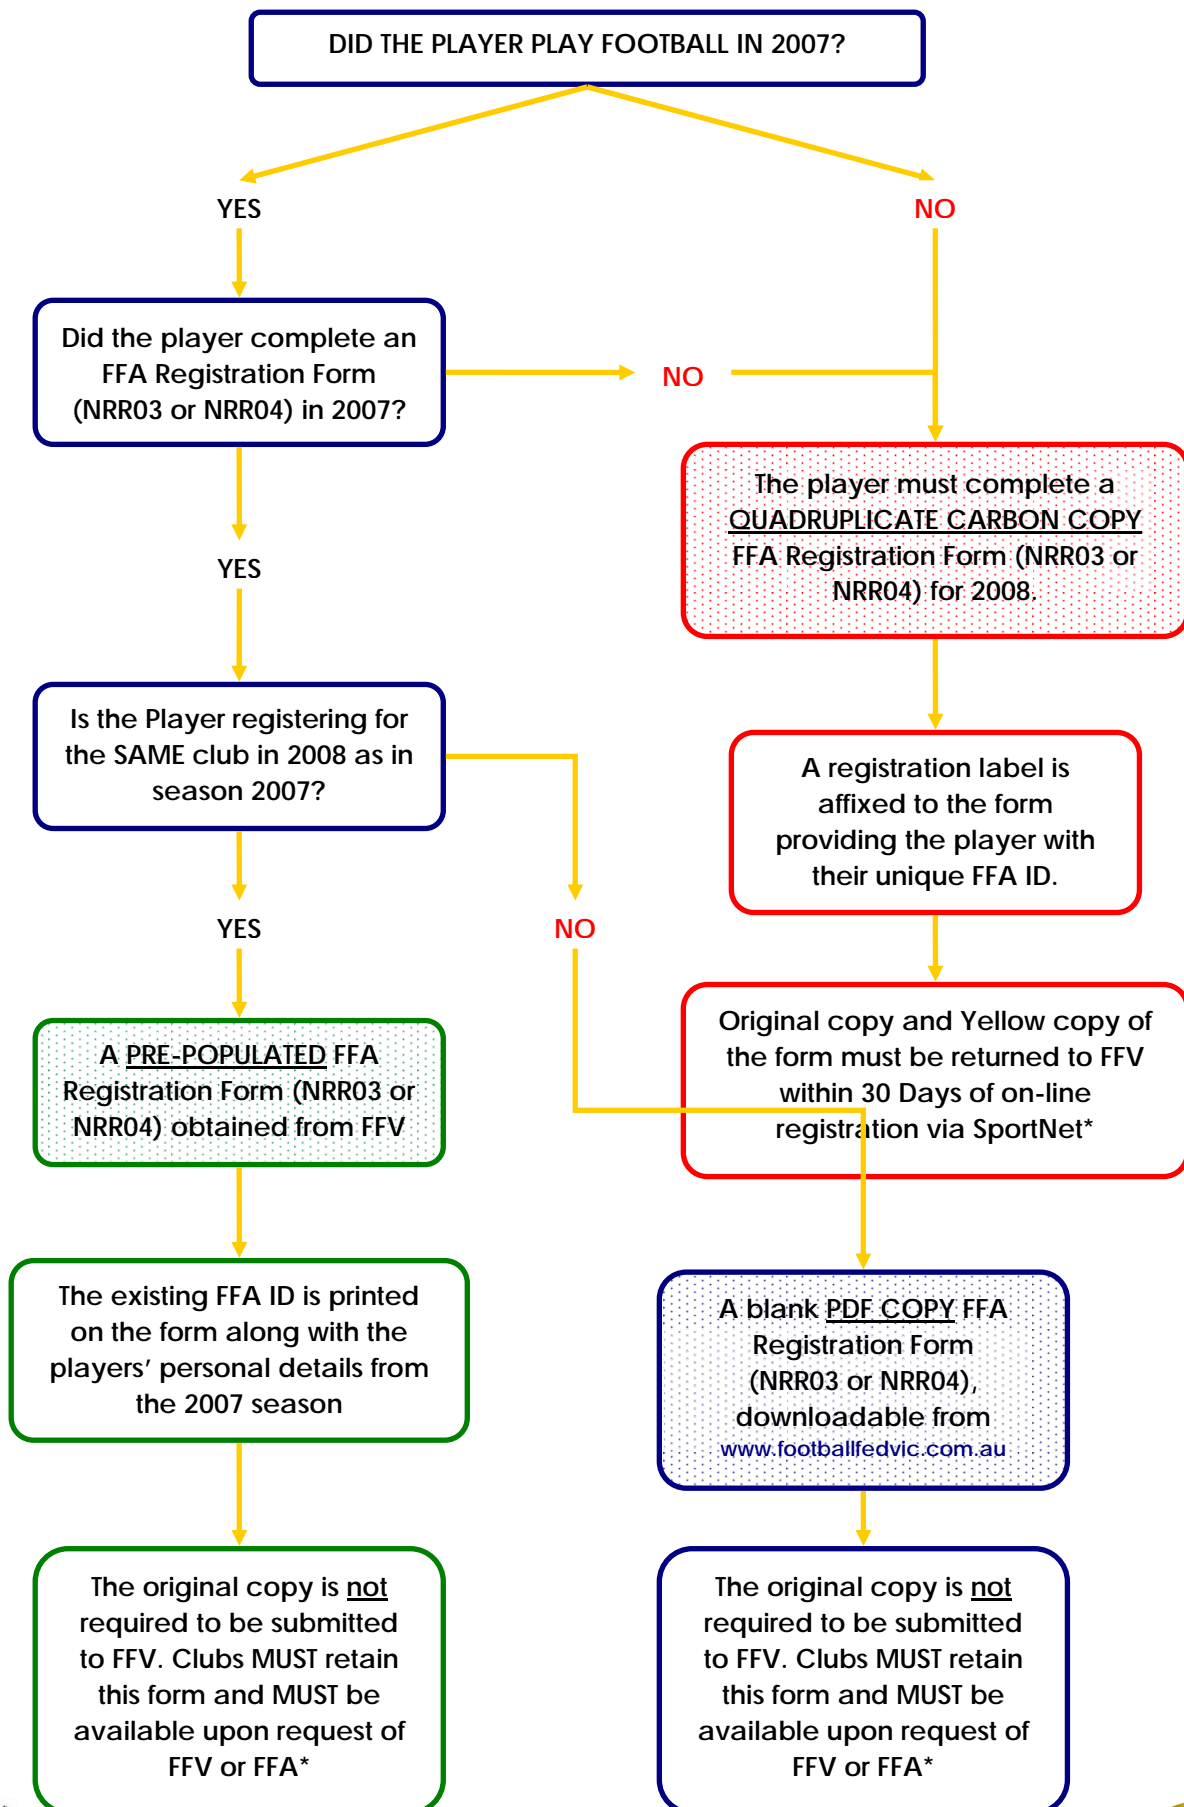 DID THE PLAYER PLAY FOOTBALL IN 2007?
YES
NO
Did the player complete an
FFA Registration Form
(NRR03 or NRR04) in 2007?
NO
The player must complete a
QUADRUPLICATE CARBON COPY
FFA Registration Form (NRR03 or
NRR04) for 2008.
YES
Is the Player registering for
the SAME club in 2008 as in
season 2007?
A registration label is
affixed to the form
providing the player with
their unique FFA ID.
YES
NO
Original copy and Yellow copy of
the form must be returned to FFV
within 30 Days of on-line
registration via SportNet*
A PRE-POPULATED FFA
Registration Form (NRR03 or
NRR04) obtained from FFV
The existing FFA ID is printed
on the form along with the
players’ personal details from
the 2007 season
A blank PDF COPY FFA
Registration Form
(NRR03 or NRR04),
downloadable from
www.footballfedvic.com.au
The original copy is not
required to be submitted
to FFV. Clubs MUST retain
this form and MUST be
available upon request of
FFV or FFA*
The original copy is not
required to be submitted
to FFV. Clubs MUST retain
this form and MUST be
available upon request of
FFV or FFA*